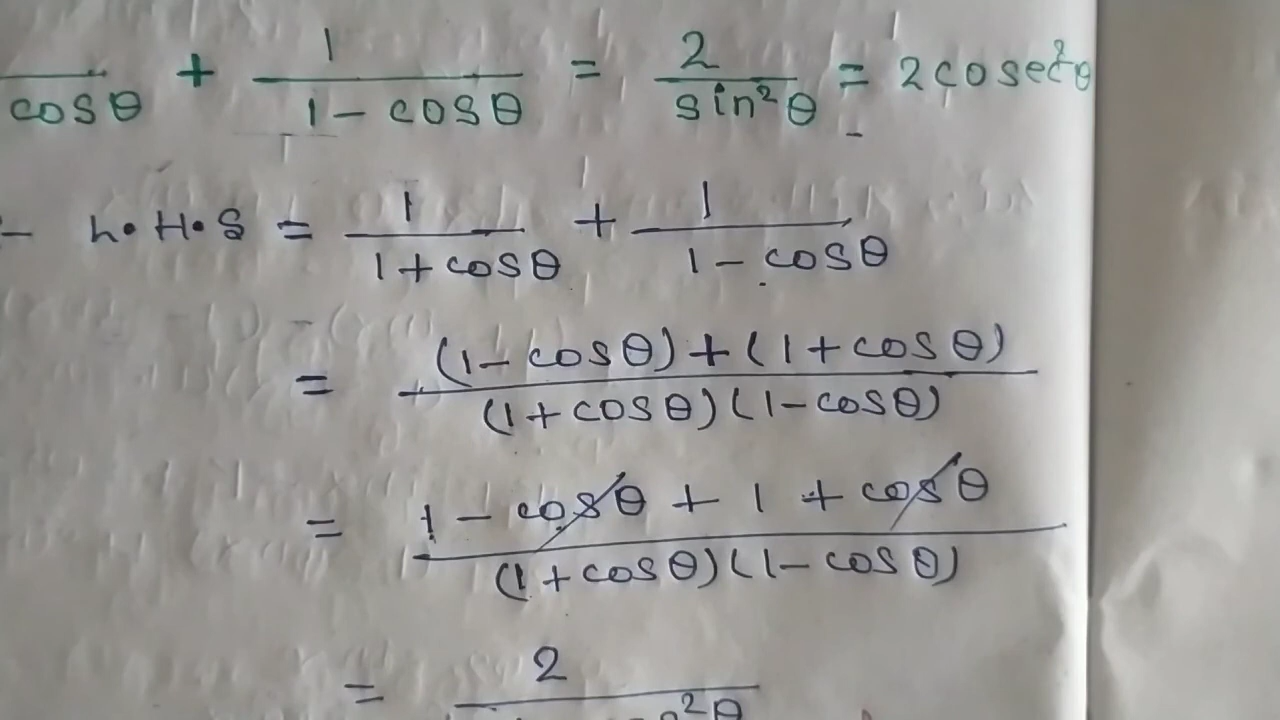 cosθ + 1/(1 - cosθ) = 2/sin²θ = 2cosec²θ
- L.H.S = 1/(1+cosθ) + 1/(1 - cosθ)
= ((1-cosθ)+(1+cosθ))/((1+cosθ)(1-cosθ))
= (1 - cosθ + 1 + cosθ)/((1+cosθ)(1-cosθ))
= 2/ ²θ